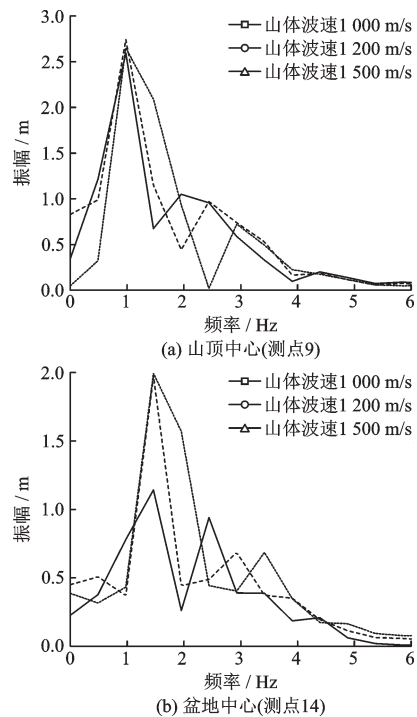 3.0
2.5
2.0
1.5
1.0
0.5
0.0
振幅 / m
山体波速1 000 m/s
山体波速1 200 m/s
山体波速1 500 m/s
0 1 2 3 4 5 6
频率 / Hz
(a) 山顶中心(测点9)
2.0
1.5
1.0
0.5
0.0
振幅 / m
山体波速1 000 m/s
山体波速1 200 m/s
山体波速1 500 m/s
0 1 2 3 4 5 6
频率 / Hz
(b) 盆地中心(测点14)